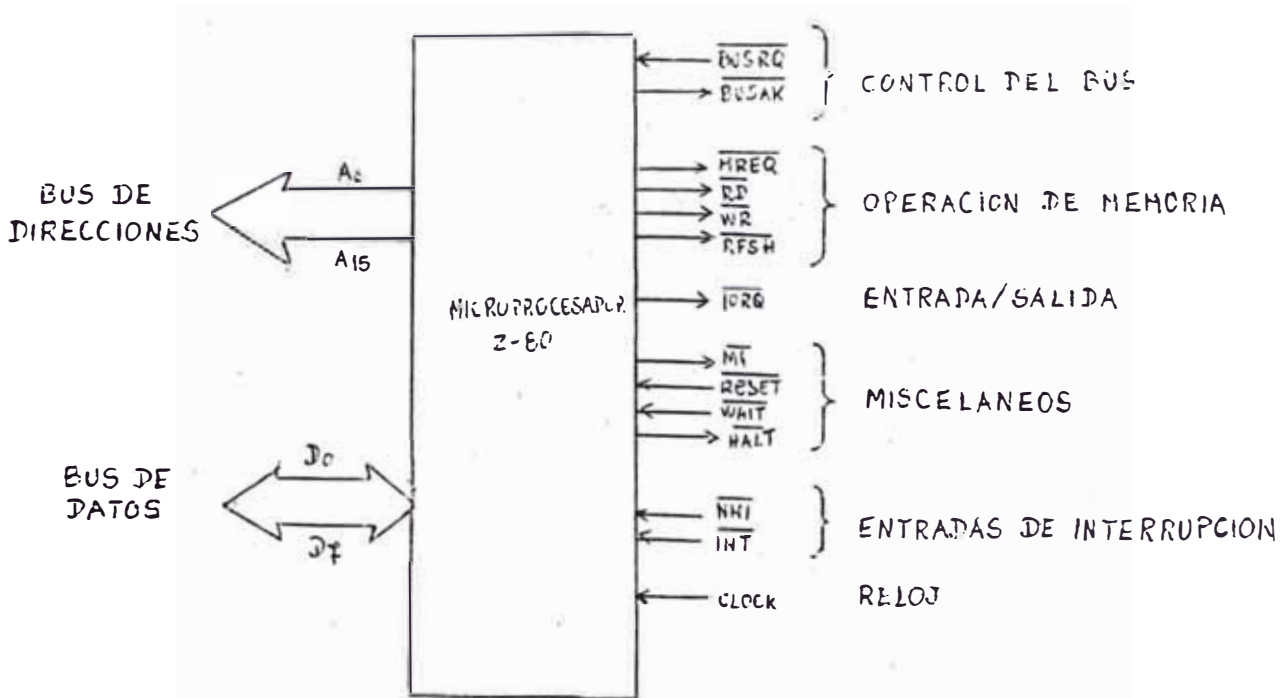 BUSRQ
BUSAK
CONTROL DEL BUS
MREQ
RD
WR
RFSH
OPERACION DE MEMORIA
BUS DE
DIRECCIONES
A0
A15
MICROPROCESADOR
Z-80
IORQ
ENTRADA/SALIDA
M1
RESET
WAIT
HALT
MISCELANEOS
BUS DE
DATOS
D0
D7
NMI
INT
ENTRADAS DE INTERRUPCION
CLOCK
RELOJ